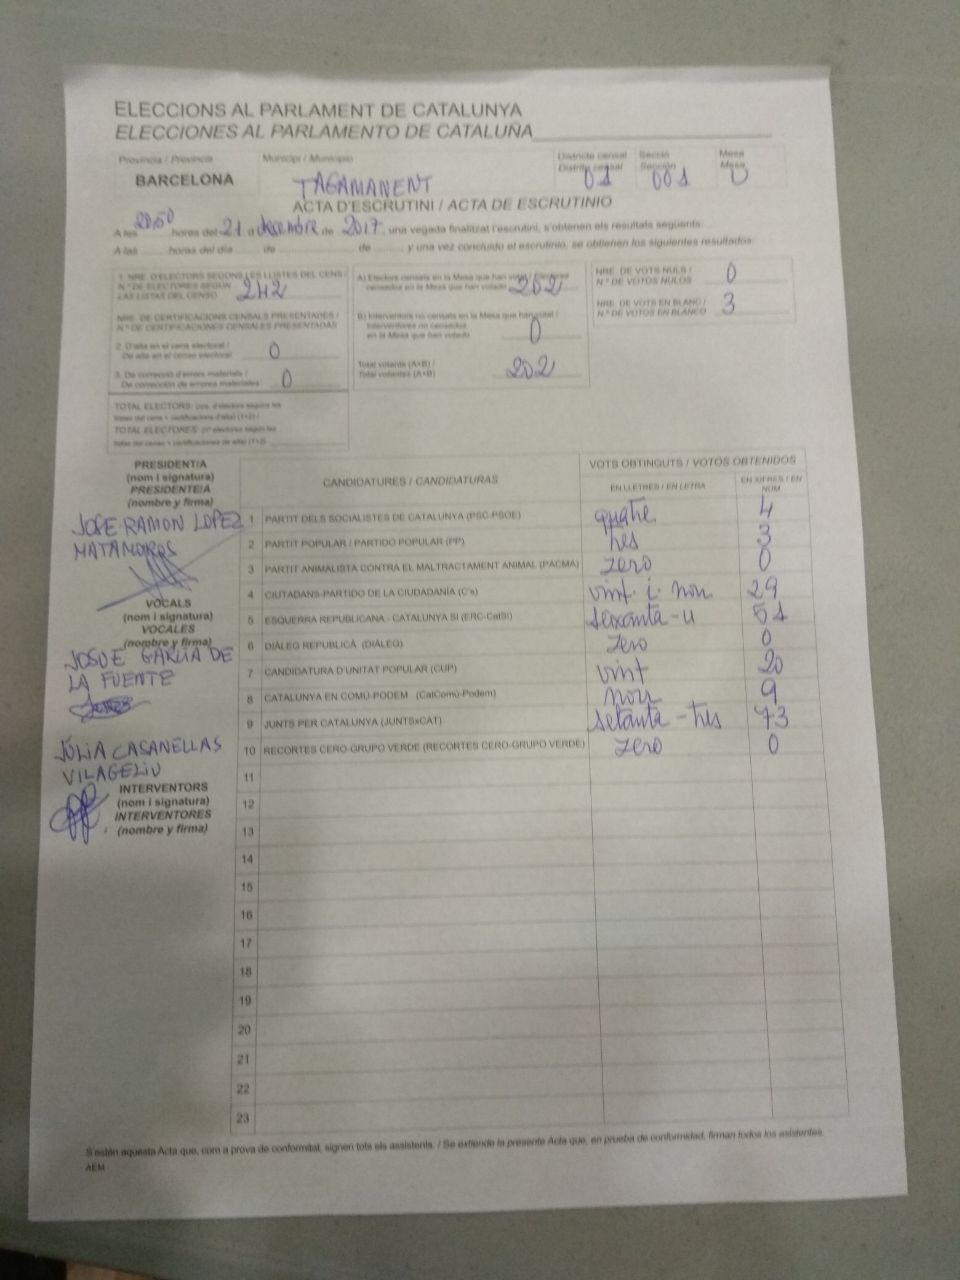 ELECCIONS AL PARLAMENT DE CATALUNYA
ELECCIONES AL PARLAMENTO DE CATALUÑA
Província / Provincia Municipi / Municipio Districte censal Secció Mesa
Distrito censal Sección Mesa
BARCELONA TAGAMANENT 01 001 U
ACTA D'ESCRUTINI / ACTA DE ESCRUTINIO
A les 20:50 hores del 21 d desembre de 2017, una vegada finalitzat l'escrutini, s'obtenen els resultats següents:
A las horas del día de de y una vez concluido el escrutinio, se obtienen los siguientes resultados:
1. NRE. D'ELECTORS SEGONS LES LLISTES DEL CENS /
N.º DE ELECTORES SEGÚN
LAS LISTAS DEL CENSO 242
NRE. DE CERTIFICACIONS CENSALS PRESENTADES /
N.º DE CERTIFICACIONES CENSALES PRESENTADAS
2. D'alta en el cens electoral /
De alta en el censo electoral 0
3. De correcció d'errors materials /
De corrección de errores materiales 0
A) Electors censats en la Mesa que han votat / Electores
censados en la Mesa que han votado 202
B) Interventors no censats en la Mesa que han votat /
Interventores no censados
en la Mesa que han votado 0
Total votants (A+B) /
Total votantes (A+B) 202
NRE. DE VOTS NULS /
N.º DE VOTOS NULOS 0
NRE. DE VOTS EN BLANC /
N.º DE VOTOS EN BLANCO 3
TOTAL ELECTORS: (nre. d'electors segons les
llistes del cens + certificacions d'alta) (1+2) /
TOTAL ELECTORES: (nº electores según las
listas del censo + certificaciones de alta) (1+2)
PRESIDENT/A
(nom i signatura)
PRESIDENTE/A
(nombre y firma)
JOSE RAMON LOPEZ
MATAMOROS
VOCALS
(nom i signatura)
VOCALES
(nombre y firma)
JOSUE GARCIA DE
LA FUENTE
JÚLIA CASANELLAS
VILAGELIU
INTERVENTORS
(nom i signatura)
INTERVENTORES
(nombre y firma)
CANDIDATURES / CANDIDATURAS VOTS OBTINGUTS / VOTOS OBTENIDOS
EN LLETRES / EN LETRA EN XIFRES / EN NÚM
1 PARTIT DELS SOCIALISTES DE CATALUNYA (PSC-PSOE) quatre 4
2 PARTIT POPULAR / PARTIDO POPULAR (PP) tres 3
3 PARTIT ANIMALISTA CONTRA EL MALTRACTAMENT ANIMAL (PACMA) zero 0
4 CIUTADANS-PARTIDO DE LA CIUDADANÍA (C's) vint-i-nou 29
5 ESQUERRA REPUBLICANA - CATALUNYA SÍ (ERC-CatSí) seixanta-u 61
6 DIÀLEG REPUBLICÀ (DIÀLEG) zero 0
7 CANDIDATURA D'UNITAT POPULAR (CUP) vint 20
8 CATALUNYA EN COMÚ-PODEM (CatComú-Podem) nou 9
9 JUNTS PER CATALUNYA (JUNTSxCAT) setanta-tres 73
10 RECORTES CERO-GRUPO VERDE (RECORTES CERO-GRUPO VERDE) zero 0
11
12
13
14
15
16
17
18
19
20
21
22
23
S'estén aquesta Acta que, com a prova de conformitat, signen tots els assistents. / Se extiende la presente Acta que, en prueba de conformidad, firman todos los asistentes.
AEM